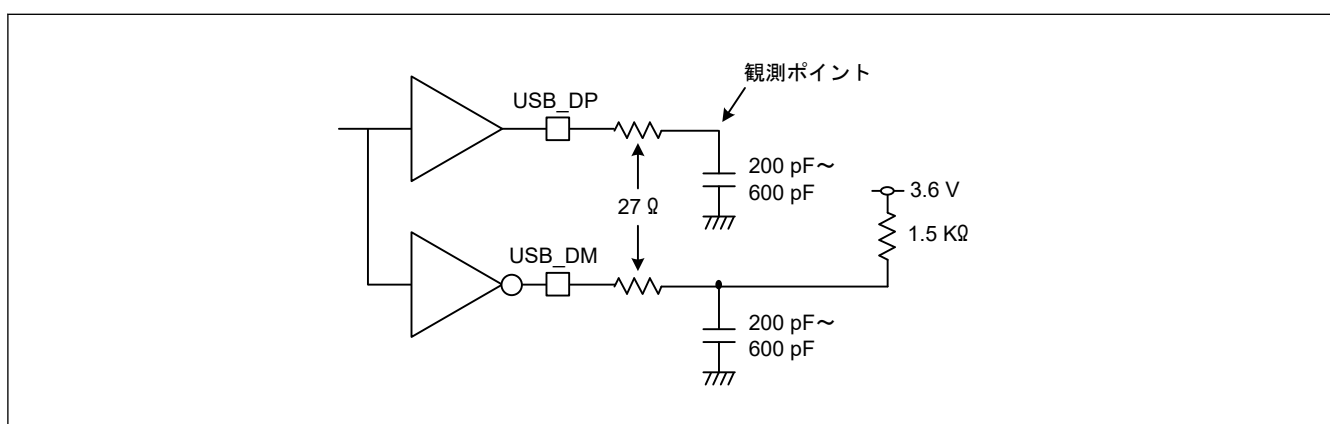 観測ポイント
USB_DP
200 pF~
600 pF
3.6 V
27 Ω
1.5 KΩ
USB_DM
200 pF~
600 pF